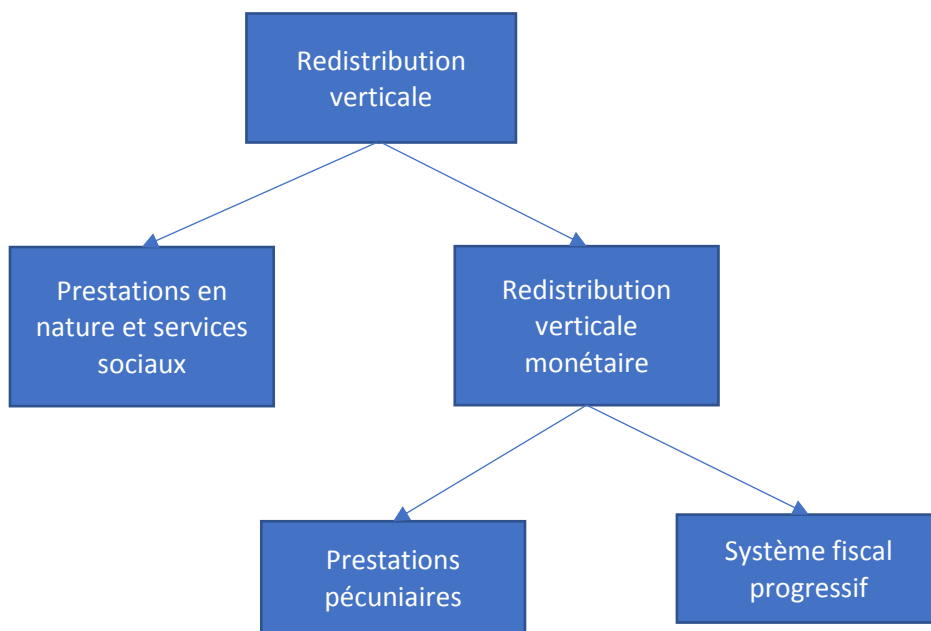 Redistribution
verticale
Prestations en
nature et services
sociaux
Redistribution
verticale
monétaire
Prestations
pécuniaires
Système fiscal
progressif